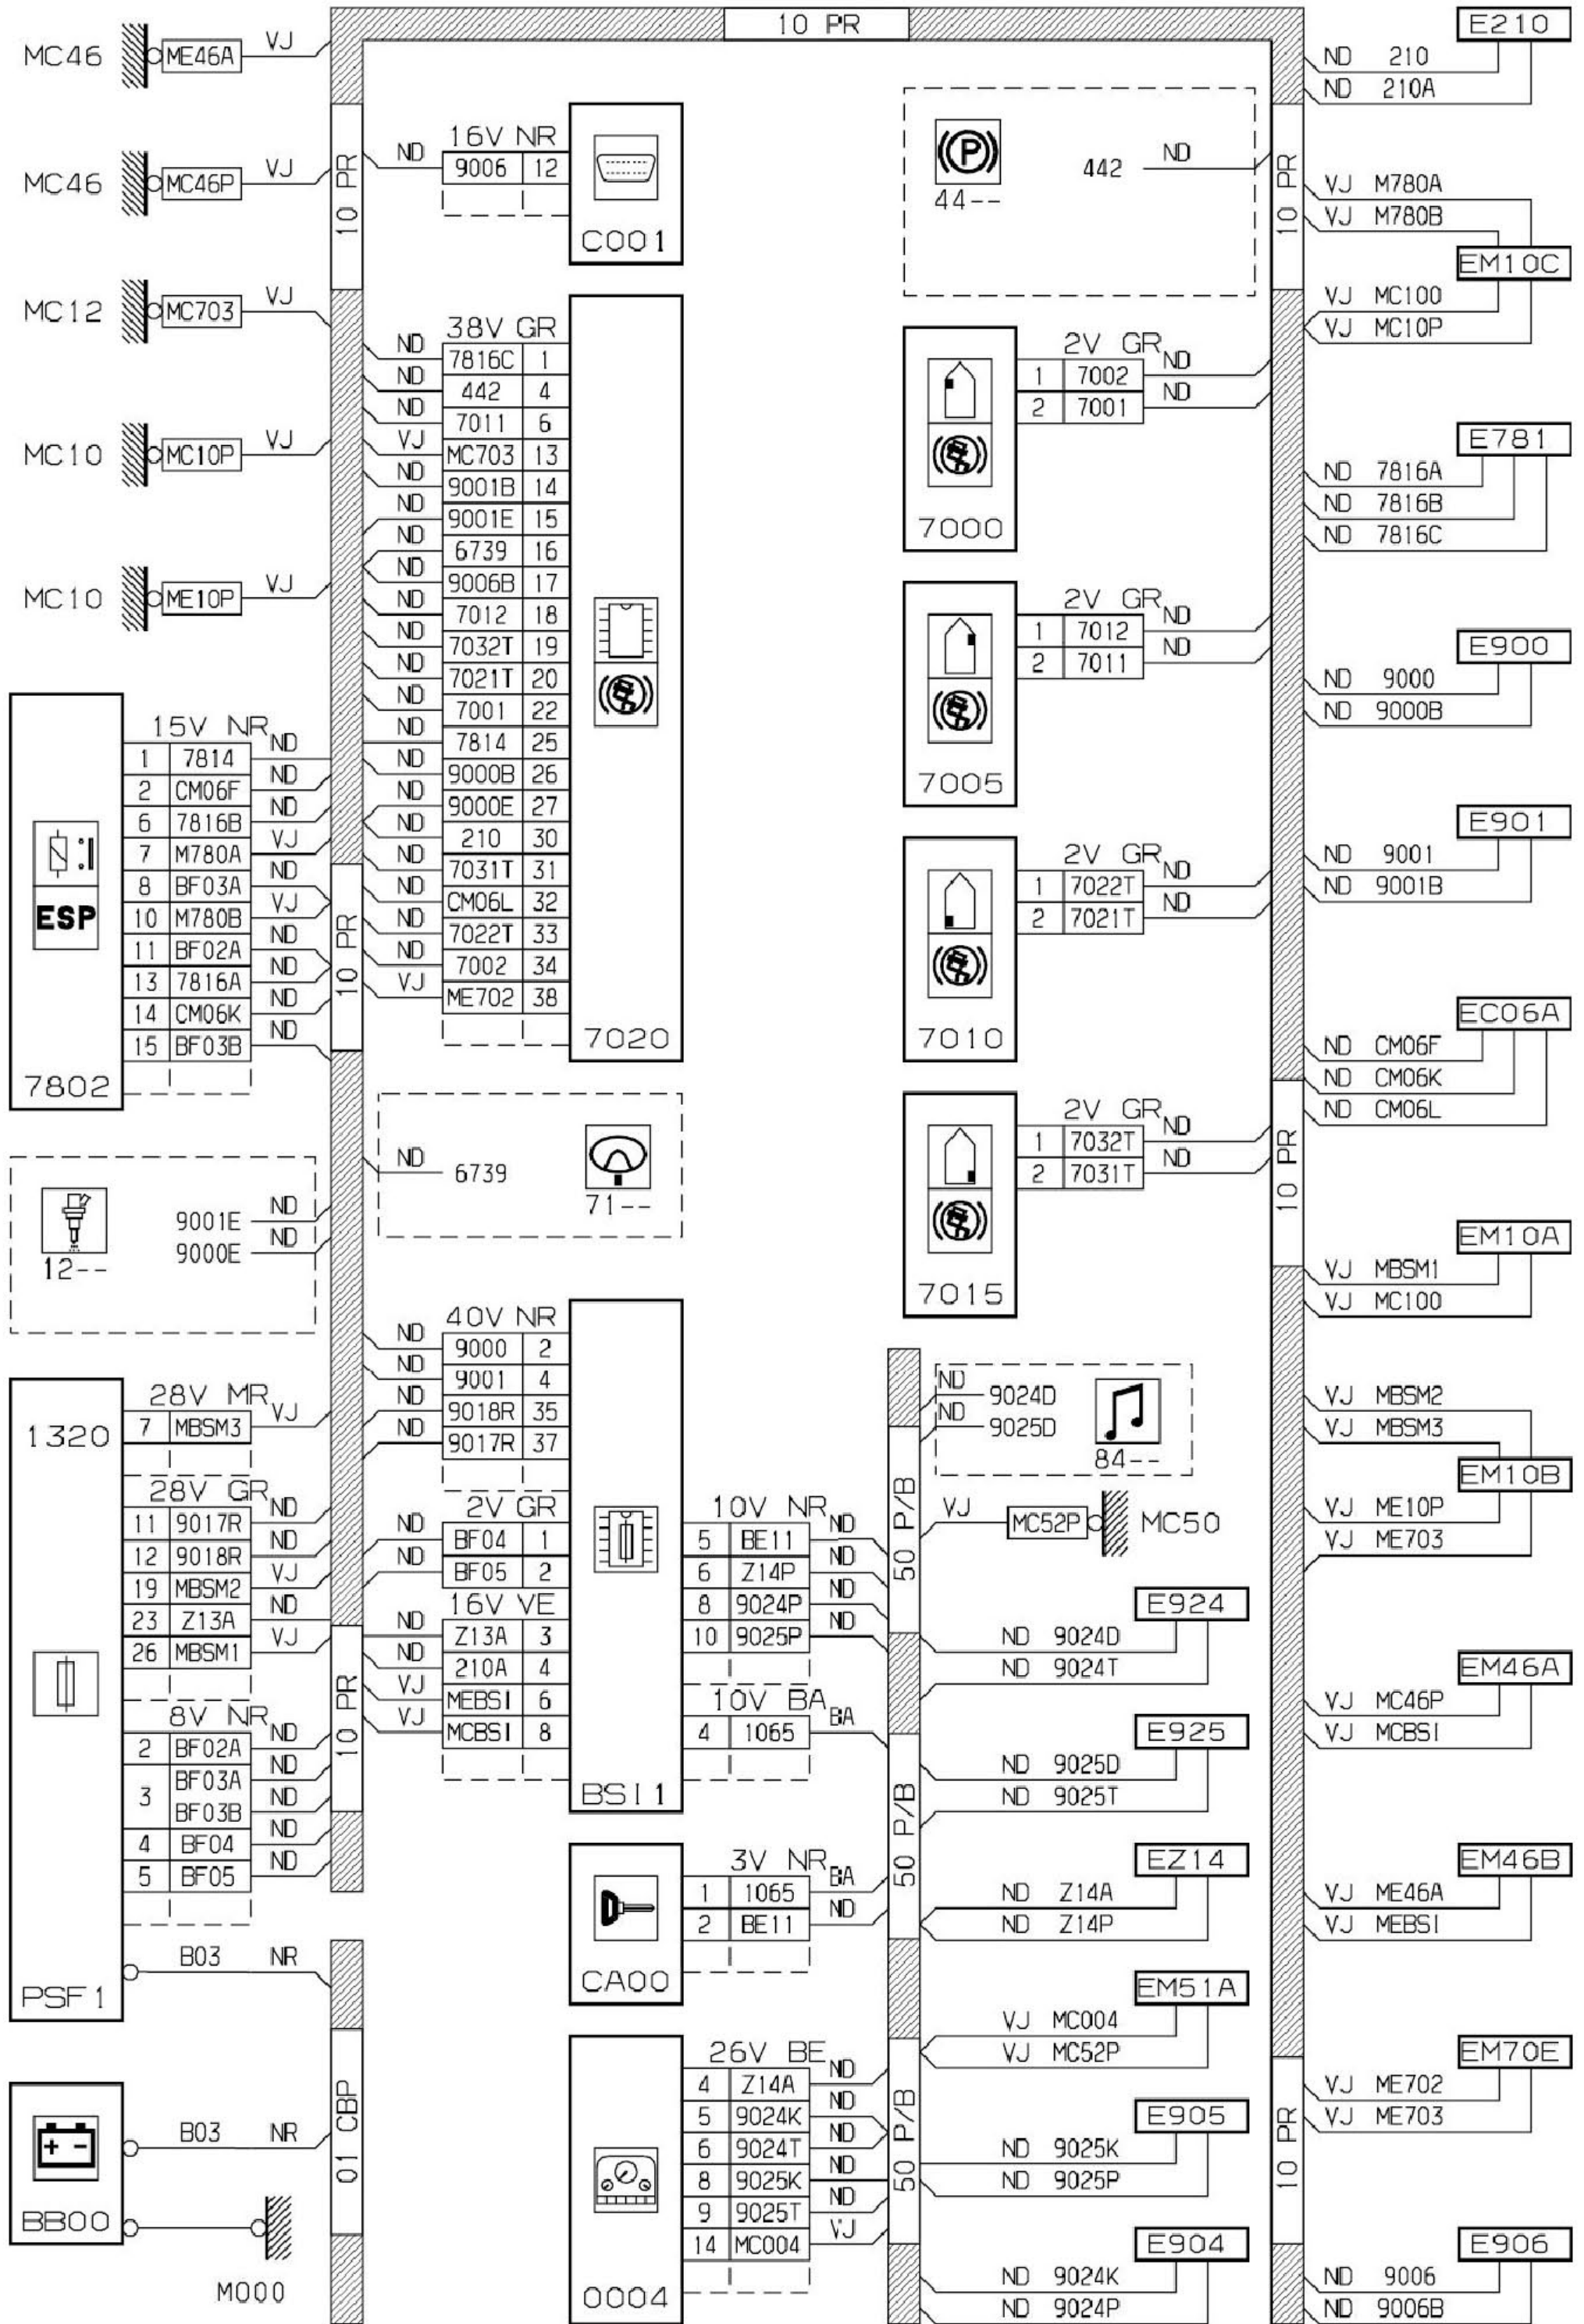 10 PR
MC46 ME46A VJ
MC46 MC46P VJ
MC12 MC703 VJ
MC10 MC10P VJ
MC10 ME10P VJ
10 PR
15V NR
1 7814 ND
2 CM06F ND
6 7816B ND
7 M780A VJ
8 BF03A ND
10 M780B VJ
11 BF02A ND
13 7816A ND
14 CM06K ND
15 BF03B ND
ESP
7802
10 PR
9001E ND
9000E ND
12--
1320
28V MR
7 MBSM3 VJ
28V GR
11 9017R ND
12 9018R ND
19 MBSM2 VJ
23 Z13A ND
26 MBSM1 VJ
8V NR
2 BF02A ND
3 BF03A ND
BF03B ND
4 BF04 ND
5 BF05 ND
B03 NR
PSF1
10 PR
B03 NR
BB00
M000
01 CBP
16V NR
ND 9006 12
C001
38V GR
ND 7816C 1
ND 442 4
ND 7011 6
VJ MC703 13
ND 9001B 14
ND 9001E 15
ND 6739 16
ND 9006B 17
ND 7012 18
ND 7032T 19
ND 7021T 20
ND 7001 22
ND 7814 25
ND 9000B 26
ND 9000E 27
ND 210 30
ND 7031T 31
ND CM06L 32
ND 7022T 33
ND 7002 34
VJ ME702 38
7020
ND 6739
71--
40V NR
ND 9000 2
ND 9001 4
ND 9018R 35
ND 9017R 37
2V GR
ND BF04 1
ND BF05 2
16V VE
ND Z13A 3
ND 210A 4
VJ MEBSI 6
VJ MCBSI 8
BSI1
10V NR
5 BE11 ND
6 Z14P ND
8 9024P ND
10 9025P ND
10V BA
4 1065 BA
3V NR
1 1065 BA
2 BE11 ND
CA00
26V BE
4 Z14A ND
5 9024K ND
6 9024T ND
8 9025K ND
9 9025T ND
14 MC004 VJ
0004
442 ND
44--
2V GR
1 7002 ND
2 7001 ND
7000
2V GR
1 7012 ND
2 7011 ND
7005
2V GR
1 7022T ND
2 7021T ND
7010
2V GR
1 7032T ND
2 7031T ND
7015
50 P/B
50 P/B
50 P/B
ND 9024D
ND 9025D
84--
VJ MC52P MC50
E924
ND 9024D
ND 9024T
E925
ND 9025D
ND 9025T
EZ14
ND Z14A
ND Z14P
EM51A
VJ MC004
VJ MC52P
E905
ND 9025K
ND 9025P
E904
ND 9024K
ND 9024P
10 PR
10 PR
10 PR
E210
ND 210
ND 210A
VJ M780A
VJ M780B
EM10C
VJ MC100
VJ MC10P
E781
ND 7816A
ND 7816B
ND 7816C
E900
ND 9000
ND 9000B
E901
ND 9001
ND 9001B
EC06A
ND CM06F
ND CM06K
ND CM06L
EM10A
VJ MBSM1
VJ MC100
VJ MBSM2
VJ MBSM3
EM10B
VJ ME10P
VJ ME703
EM46A
VJ MC46P
VJ MCBSI
EM46B
VJ ME46A
VJ MEBSI
EM70E
VJ ME702
VJ ME703
E906
ND 9006
ND 9006B